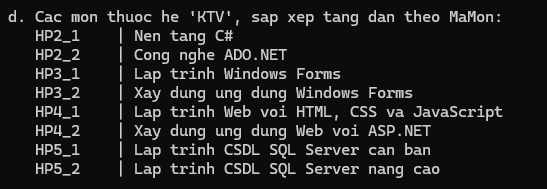 d. Cac mon thuoc he 'KTV', sap xep tang dan theo MaMon:
HP2_1 | Nen tang C#
HP2_2 | Cong nghe ADO.NET
HP3_1 | Lap trinh Windows Forms
HP3_2 | Xay dung ung dung Windows Forms
HP4_1 | Lap trinh Web voi HTML, CSS va JavaScript
HP4_2 | Xay dung ung dung Web voi ASP.NET
HP5_1 | Lap trinh CSDL SQL Server can ban
HP5_2 | Lap trinh CSDL SQL Server nang cao